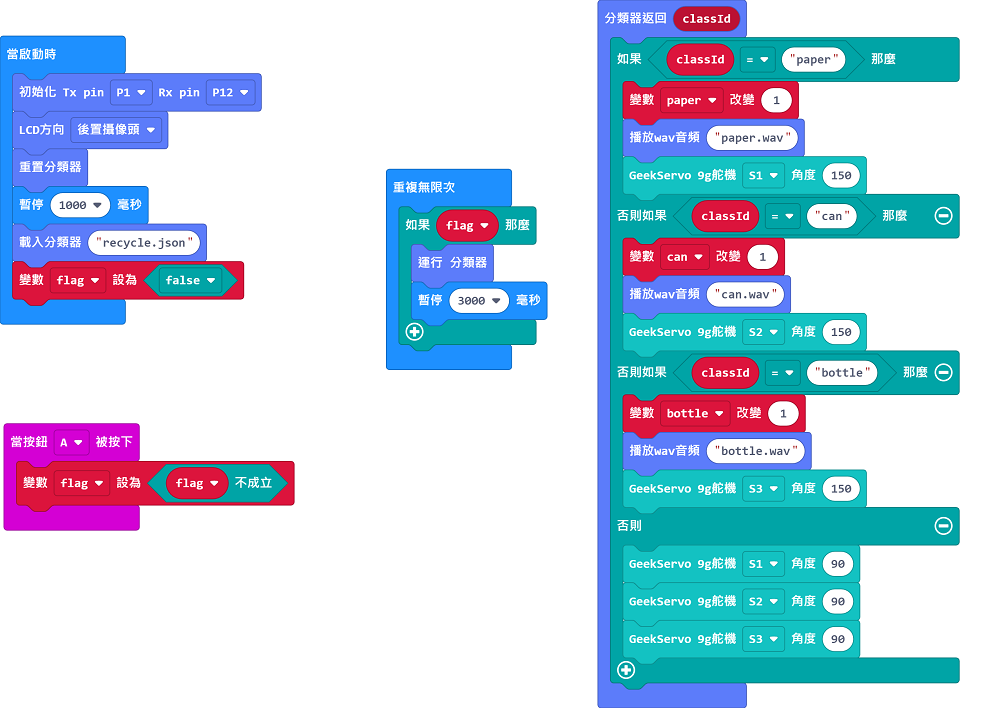 當啟動時
初始化 Tx pin P1 Rx pin P12
LCD方向 後置攝像頭
重置分類器
暫停 1000 毫秒
載入分類器 "recycle.json"
變數 flag 設為 false
當按鈕 A 被按下
變數 flag 設為 flag 不成立
重複無限次
如果 flag 那麼
運行 分類器
暫停 3000 毫秒
分類器返回 classId
如果 classId = "paper" 那麼
變數 paper 改變 1
播放wav音頻 "paper.wav"
GeekServo 9g舵機 S1 角度 150
否則如果 classId = "can" 那麼
變數 can 改變 1
播放wav音頻 "can.wav"
GeekServo 9g舵機 S2 角度 150
否則如果 classId = "bottle" 那麼
變數 bottle 改變 1
播放wav音頻 "bottle.wav"
GeekServo 9g舵機 S3 角度 150
否則
GeekServo 9g舵機 S1 角度 90
GeekServo 9g舵機 S2 角度 90
GeekServo 9g舵機 S3 角度 90